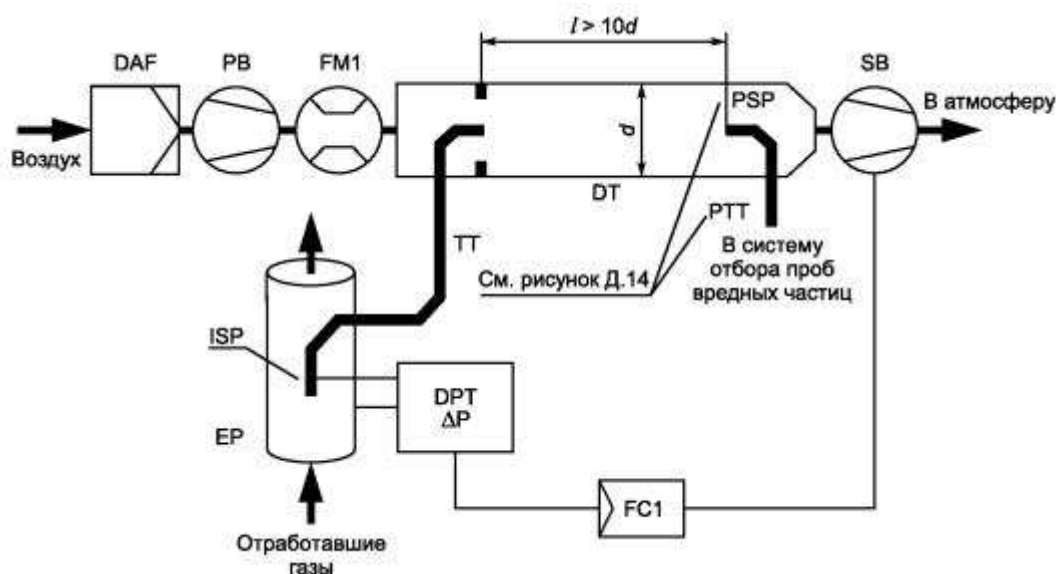 l > 10d
DAF
PB
FM1
PSP
SB
В атмосферу
Воздух
d
DT
PTT
TT
В систему
отбора проб
вредных частиц
См. рисунок Д.14
ISP
DPT
ΔP
EP
FC1
Отработавшие
газы